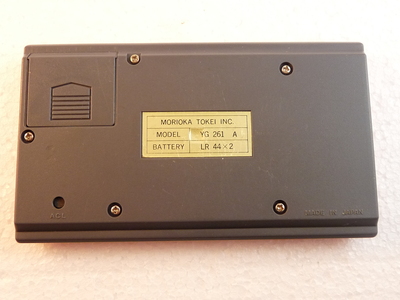 MORIOKA TOKEI INC.
MODEL YG 261 A
BATTERY LR 44×2
MADE IN JAPAN